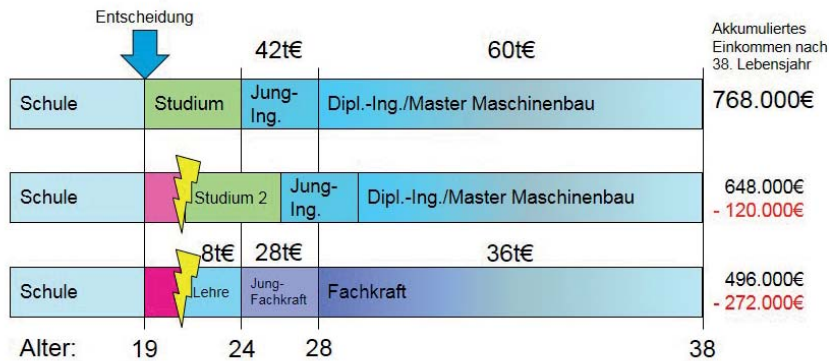 Entscheidung
Akkumuliertes
Einkommen nach
38. Lebensjahr
42t€
60t€
Schule
Studium
Jung-
Ing.
Dipl.-Ing./Master Maschinenbau
768.000€
Schule
Studium 2
Jung-
Ing.
Dipl.-Ing./Master Maschinenbau
648.000€
- 120.000€
8t€
28t€
36t€
Schule
Lehre
Jung-
Fachkraft
Fachkraft
496.000€
- 272.000€
Alter:
19
24
28
38